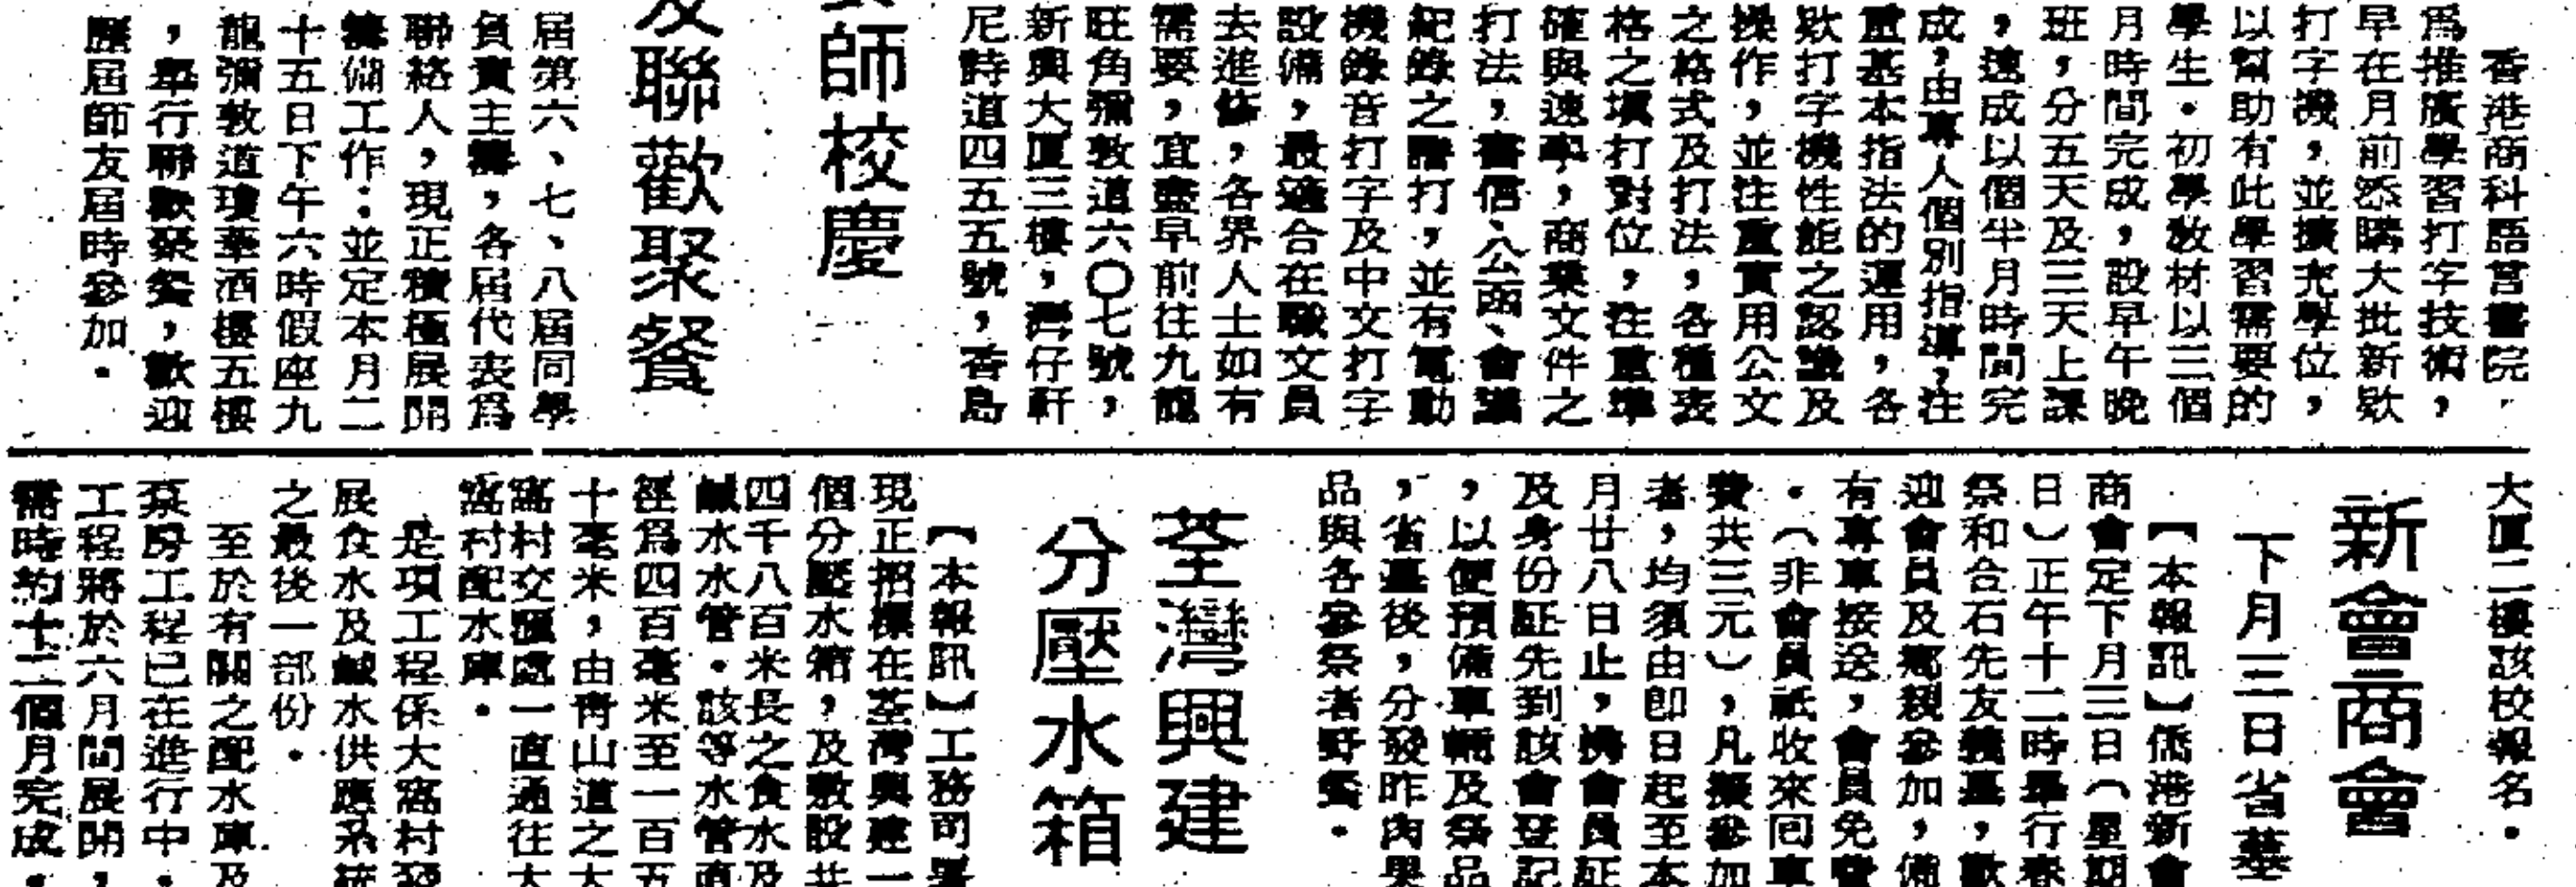 香港商科語言書院，
為推廣學習打字技術，
早在月前添購大批新欵
打字機，並擴充學位，
以幫助有此學習需要的
學生。初學教材以三個
月時間完成，設早午晚
班，分五天及三天上課
，速成以個半月時間完
成，由專人個別指導，注
重基本指法的運用，各
欵打字機性能之認識及
操作，並注重實用公文
之格式及打法，各種表
格之填打對位，注重準
確與速率，商業文件之
打法，書信、公函、會議
紀錄之譜打，並有電動
機錄音打字及中文打字
設備，最適合在職文員
去進修，各界人士如有
需要，宜盡早前往九龍
旺角彌敦道六〇七號，
新興大廈三樓，灣仔軒
尼詩道四五五號，香島
師校慶
聯歡聚餐
屆第六、七、八屆同學
負責主籌，各屆代表為
聯絡人，現正積極展開
籌備工作：並定本月二
十五日下午六時假座九
龍彌敦道瓊華酒樓五樓
，舉行聯歡聚餐，歡迎
歷屆師友屆時參加。
大廈二樓該校報名。
新會商會
下月三日省墓
【本報訊】僑港新會
商會定下月三日（星期
日）正午十二時舉行春
祭和合石先友義墓，歡
迎會員及鄉親參加，備
有專車接送，會員免費
。（非會員祇收來回車
費共三元），凡擬參加
者，均須由即日起至本
月廿八日止，携會員証
及身份証先到該會登記
，以便預備車輛及祭品
，省墓後，分發胙肉果
品與各參祭者野餐。
荃灣興建
分壓水箱
【本報訊】工務司署
現正招標在荃灣興建一
個分壓水箱，及敷設共
四千八百米長之食水及
鹹水水管。該等水管直
徑為四百毫米至一百五
十毫米，由青山道之大
窩村交匯處一直通往大
窩村配水庫。
是項工程係大窩村發
展食水及鹹水供應系統
之最後一部份。
至於有關之配水庫及
泵房工程已在進行中。
工程將於六月間展開，
需時約十二個月完成。